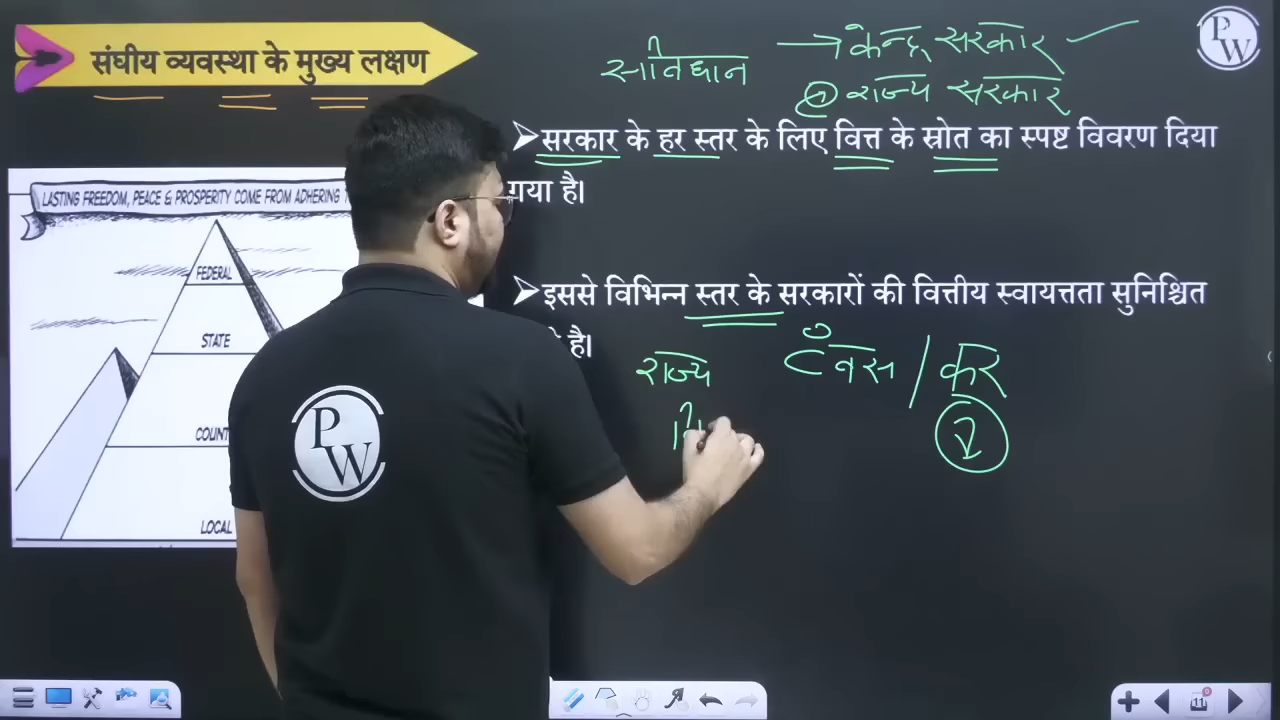 संघीय व्यवस्था के मुख्य लक्षण
संविधान → केन्द्र सरकार
② राज्य सरकार
PW
➤सरकार के हर स्तर के लिए वित्त के स्रोत का स्पष्ट विवरण दिया
गया है।
➤इससे विभिन्न स्तर के सरकारों की वित्तीय स्वायत्तता सुनिश्चित
है।
राज्य टैक्स / कर
LASTING FREEDOM, PEACE & PROSPERITY COME FROM ADHERING
FEDERAL
STATE
COUNT
LOCAL
PW
11